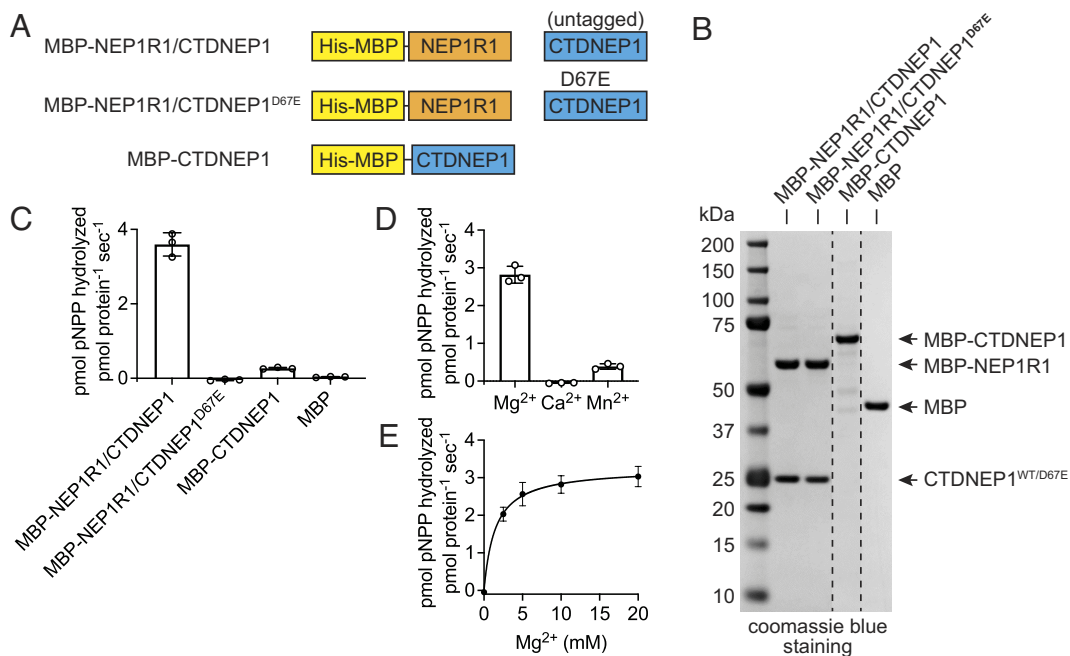 A
(untagged)
MBP-NEP1R1/CTDNEP1 His-MBP NEP1R1 CTDNEP1
D67E
MBP-NEP1R1/CTDNEP1D67E His-MBP NEP1R1 CTDNEP1
MBP-CTDNEP1 His-MBP CTDNEP1
B
MBP-NEP1R1/CTDNEP1
MBP-NEP1R1/CTDNEP1D67E
MBP-CTDNEP1
MBP
kDa
200
150
100
75
50
37
25
20
15
10
MBP-CTDNEP1
MBP-NEP1R1
MBP
CTDNEP1WT/D67E
coomassie blue
staining
C
pmol pNPP hydrolyzed
pmol protein-1 sec-1
4
2
0
MBP-NEP1R1/CTDNEP1
MBP-NEP1R1/CTDNEP1D67E
MBP-CTDNEP1
MBP
D
pmol pNPP hydrolyzed
pmol protein-1 sec-1
4
3
2
1
0
Mg2+ Ca2+ Mn2+
E
pmol pNPP hydrolyzed
pmol protein-1 sec-1
4
3
2
1
0
0 5 10 15 20
Mg2+ (mM)